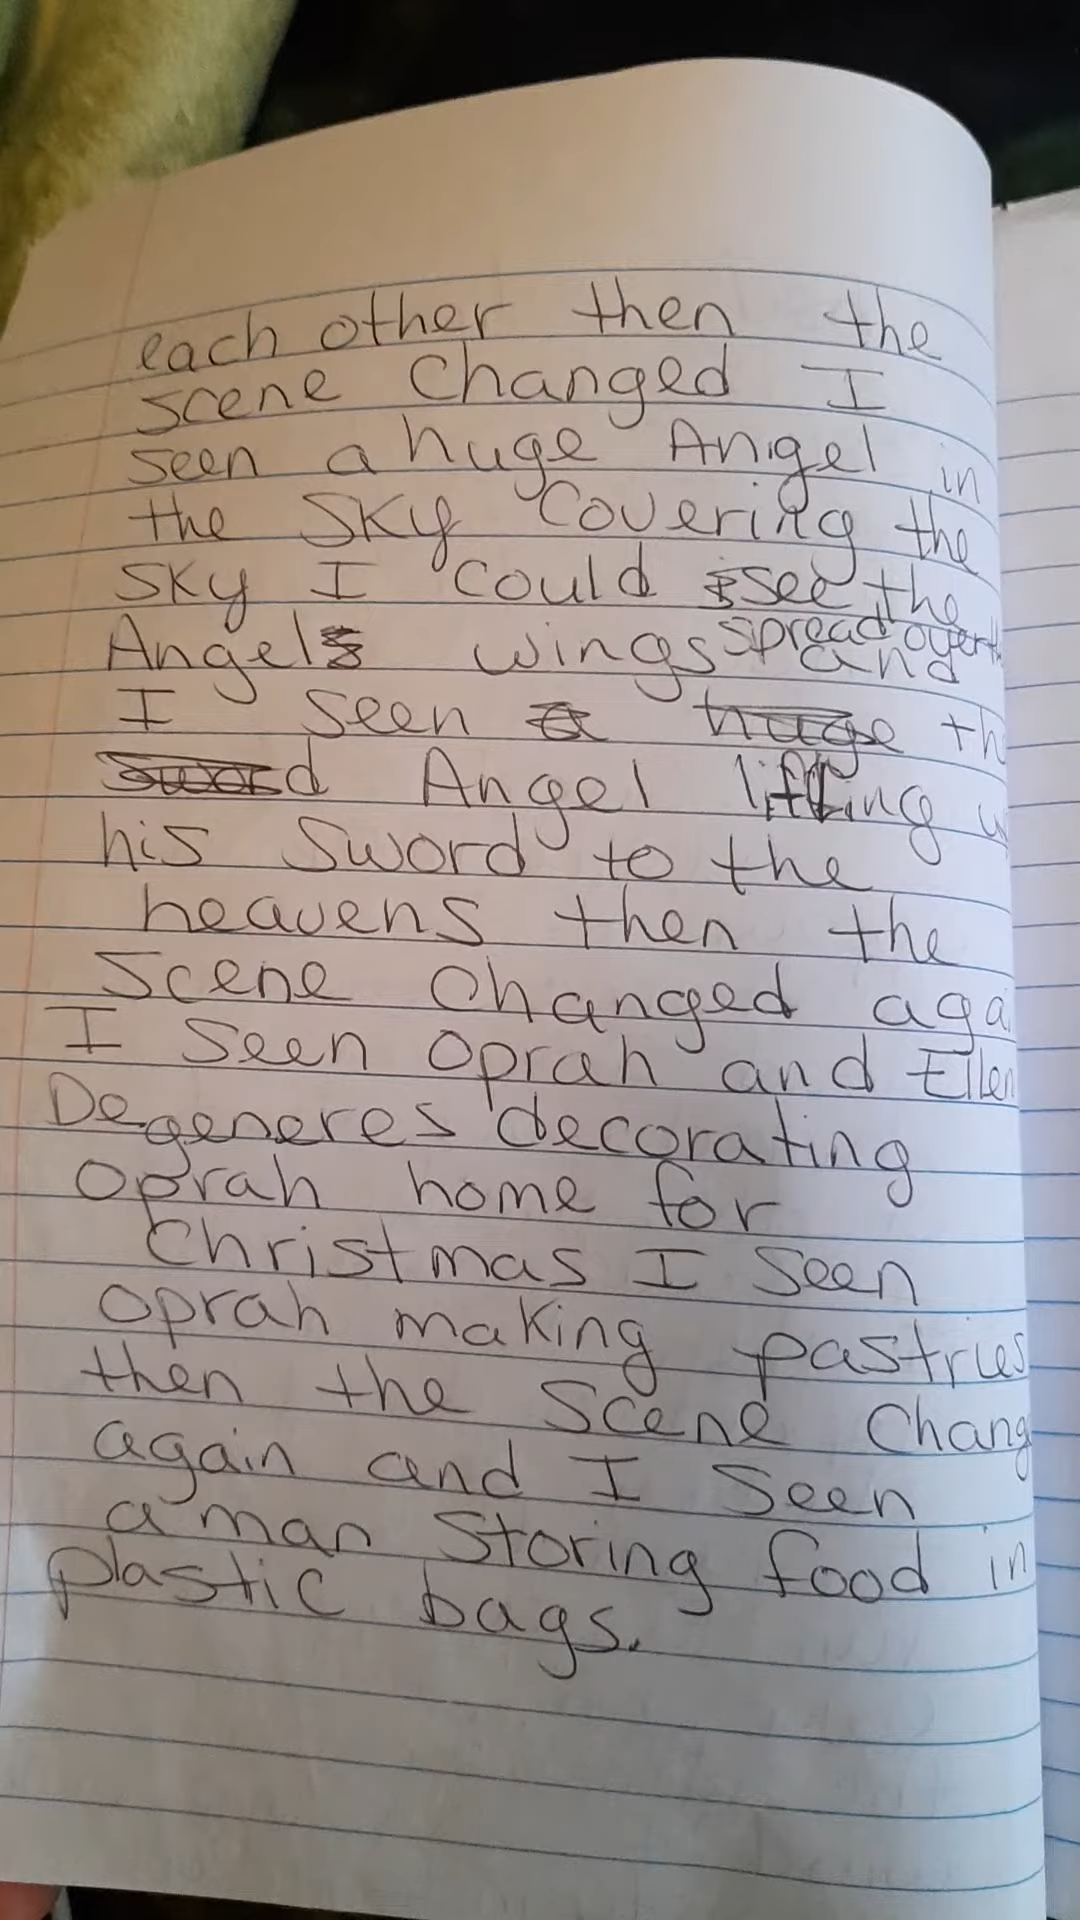 each other then the
scene Changed I
seen a huge Angel in
the Sky Covering the
Sky I Could see the
Angels wings spread over and
I seen
Angel lifting
his Sword to the
heavens then the
Scene Changed
I Seen Oprah and Ellen
Degeneres decorating
Oprah home for
Christmas I Seen
Oprah making pastries
then the Scene Chang
again and I Seen
a man Storing food in
plastic bags.